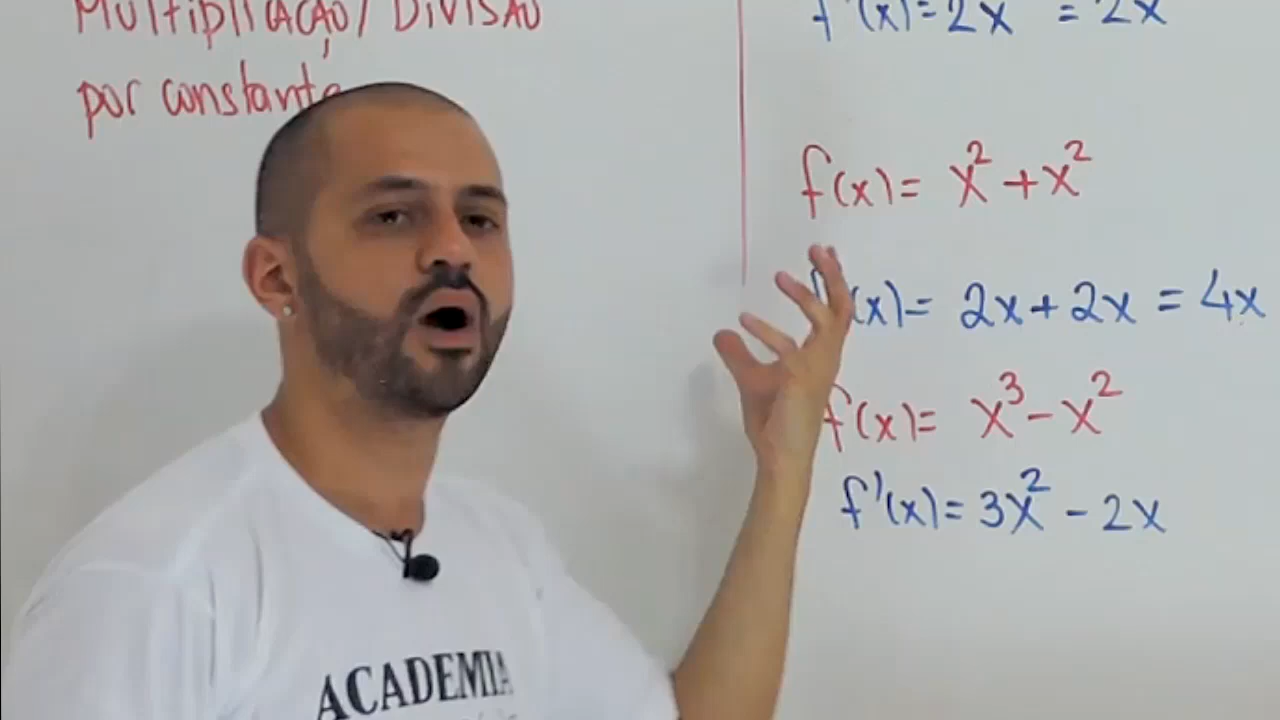 Multiplicação/Divisão
por constante
f'(x)=2x = 2x
f(x)= x² + x²
(x)= 2x+2x = 4x
f(x)= x³ - x²
f'(x)= 3x² - 2x
ACADEMIA